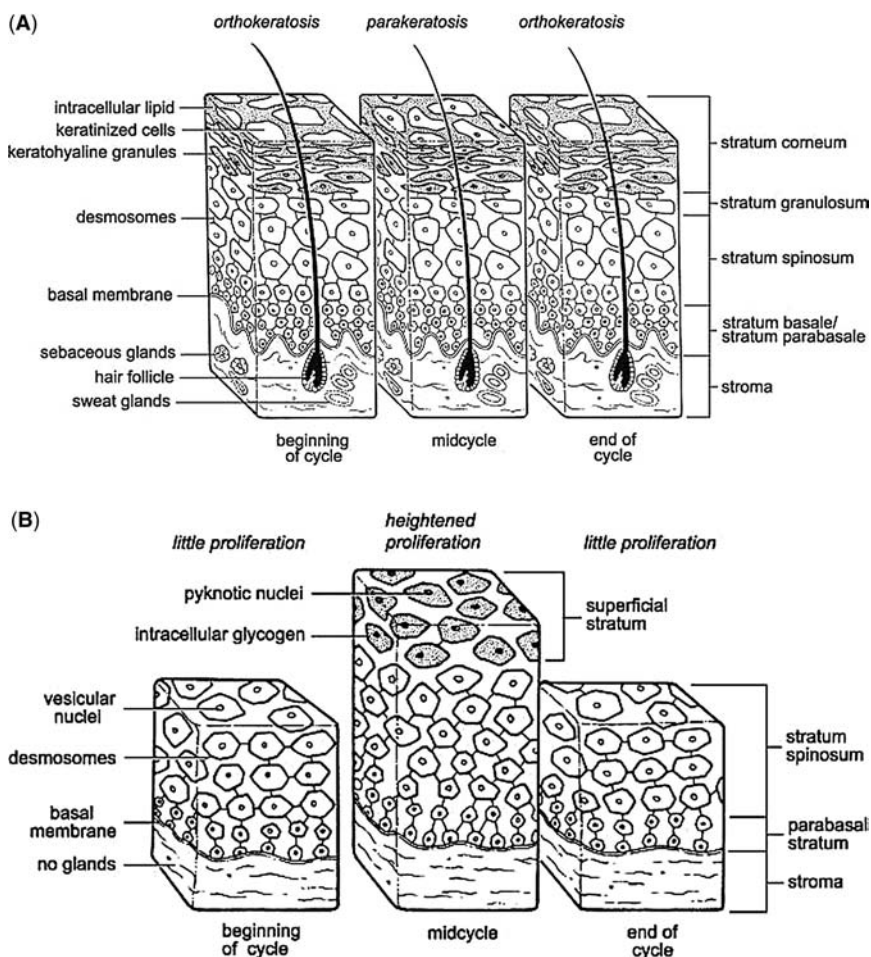 (A)
orthokeratosis
parakeratosis
orthokeratosis
intracellular lipid
keratinized cells
keratohyaline granules
desmosomes
basal membrane
sebaceous glands
hair follicle
sweat glands
stratum corneum
stratum granulosum
stratum spinosum
stratum basale/
stratum parabasale
stroma
beginning
of cycle
midcycle
end of
cycle
(B)
little proliferation
heightened
proliferation
little proliferation
pyknotic nuclei
intracellular glycogen
superficial
stratum
vesicular
nuclei
desmosomes
basal
membrane
no glands
stratum
spinosum
parabasali
stratum
stroma
beginning
of cycle
midcycle
end of
cycle